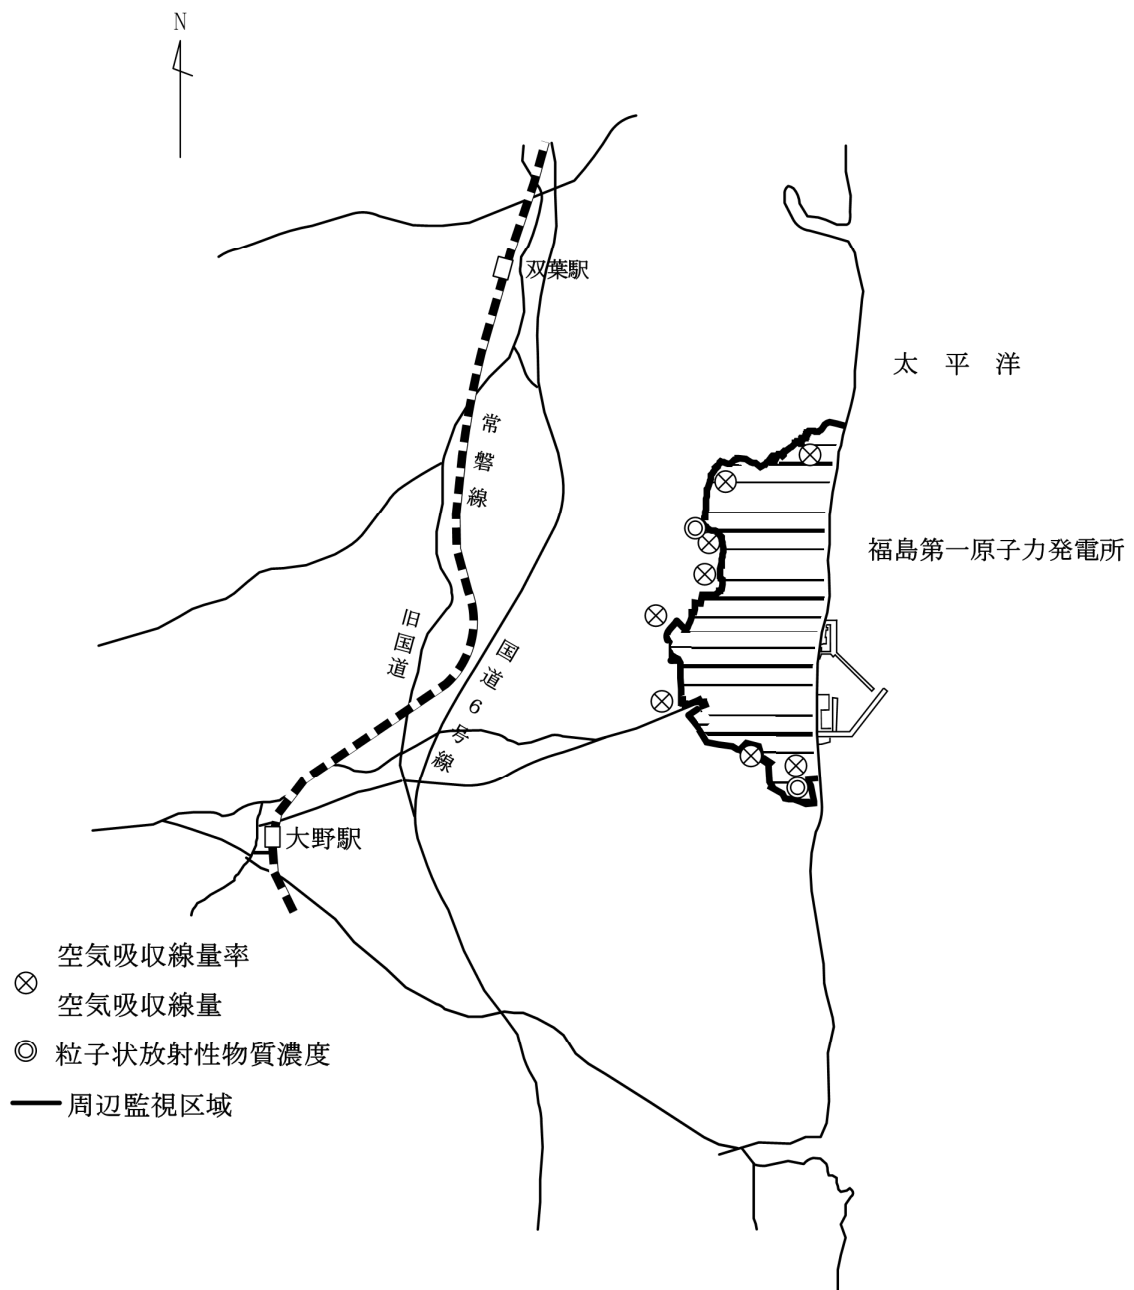 N
双葉駅
太平洋
常磐線
福島第一原子力発電所
旧国道
国道6号線
大野駅
空気吸収線量率
空気吸収線量
粒子状放射性物質濃度
周辺監視区域